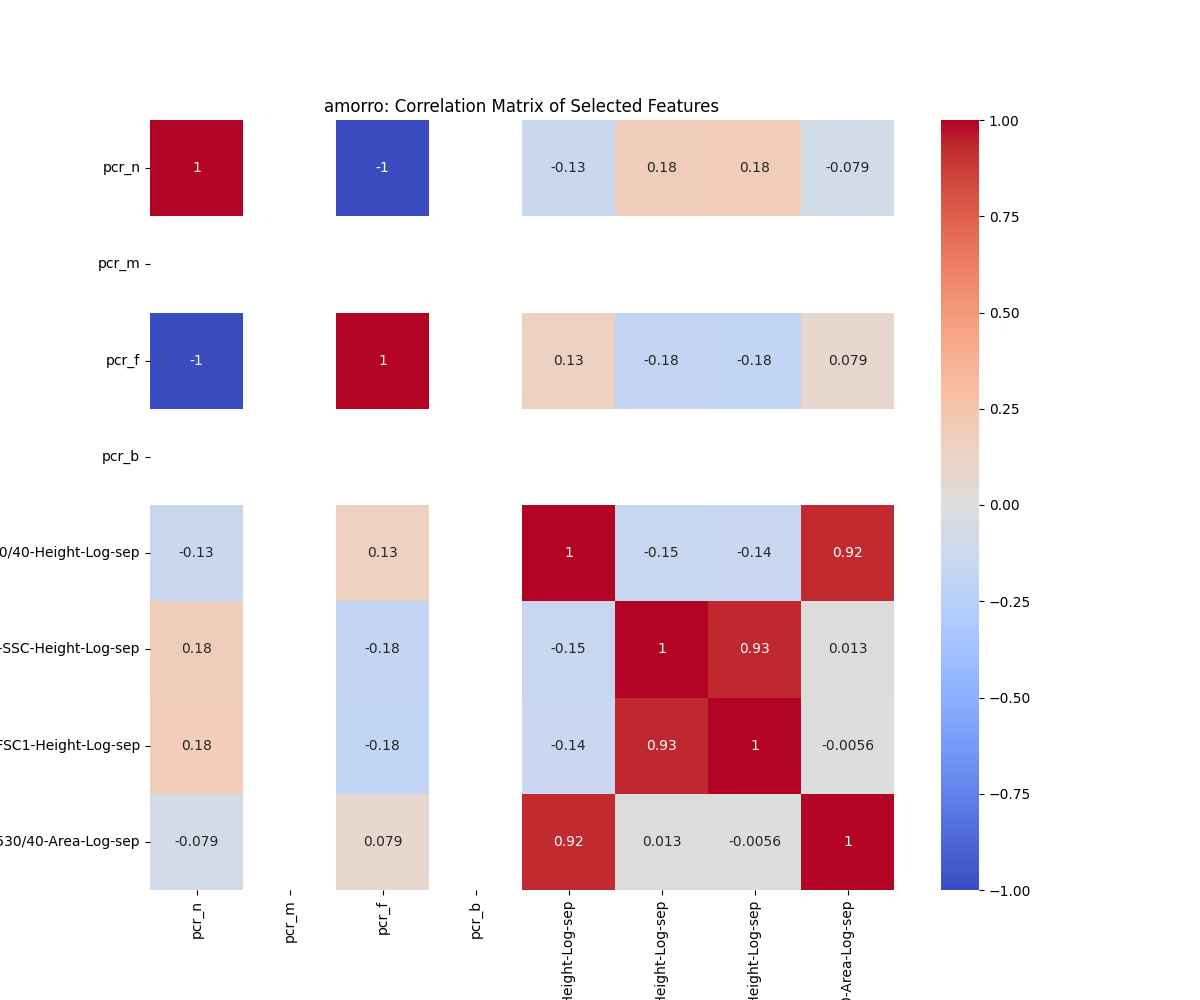 amorro: Correlation Matrix of Selected Features
pcr_n
1
-1
-0.13
0.18
0.18
-0.079
pcr_m
pcr_f
-1
1
0.13
-0.18
-0.18
0.079
pcr_b
0/40-Height-Log-sep
-0.13
0.13
1
-0.15
-0.14
0.92
-SSC-Height-Log-sep
0.18
-0.18
-0.15
1
0.93
0.013
FSC1-Height-Log-sep
0.18
-0.18
-0.14
0.93
1
-0.0056
530/40-Area-Log-sep
-0.079
0.079
0.92
0.013
-0.0056
1
pcr_n
pcr_m
pcr_f
pcr_b
Height-Log-sep
Height-Log-sep
Height-Log-sep
-Area-Log-sep
1.00
0.75
0.50
0.25
0.00
−0.25
−0.50
−0.75
−1.00